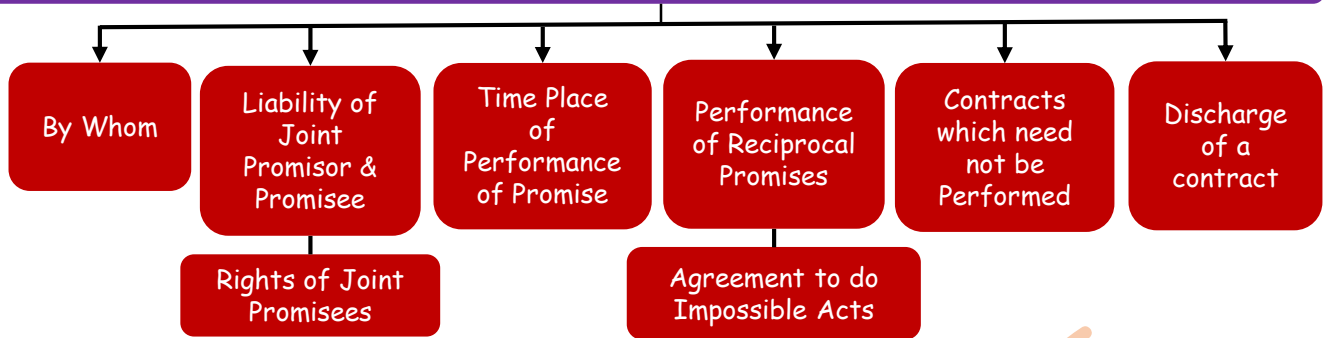 By Whom
Liability of
Joint
Promisor &
Promisee
Time Place
of
Performance
of Promise
Performance
of Reciprocal
Promises
Contracts
which need
not be
Performed
Discharge
of a
contract
Rights of Joint
Promisees
Agreement to do
Impossible Acts